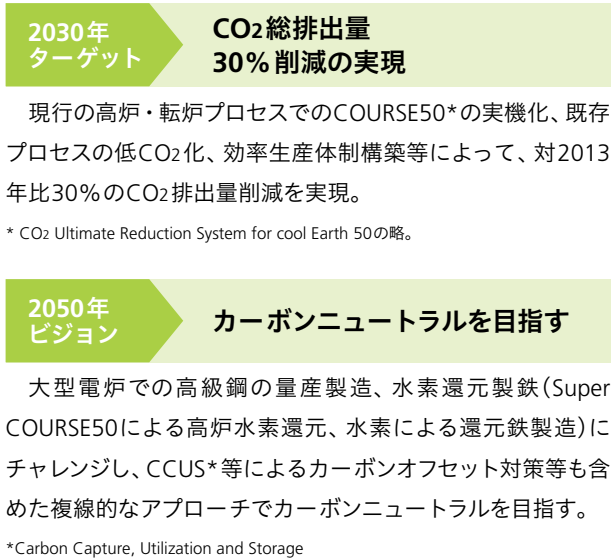 2030年
ターゲット
CO2総排出量
30%削減の実現
現行の高炉・転炉プロセスでのCOURSE50*の実機化、既存
プロセスの低CO2化、効率生産体制構築等によって、対2013
年比30%のCO2排出量削減を実現。
* CO2 Ultimate Reduction System for cool Earth 50の略。
2050年
ビジョン
カーボンニュートラルを目指す
大型電炉での高級鋼の量産製造、水素還元製鉄(Super
COURSE50による高炉水素還元、水素による還元鉄製造)に
チャレンジし、CCUS*等によるカーボンオフセット対策等も含
めた複線的なアプローチでカーボンニュートラルを目指す。
*Carbon Capture, Utilization and Storage